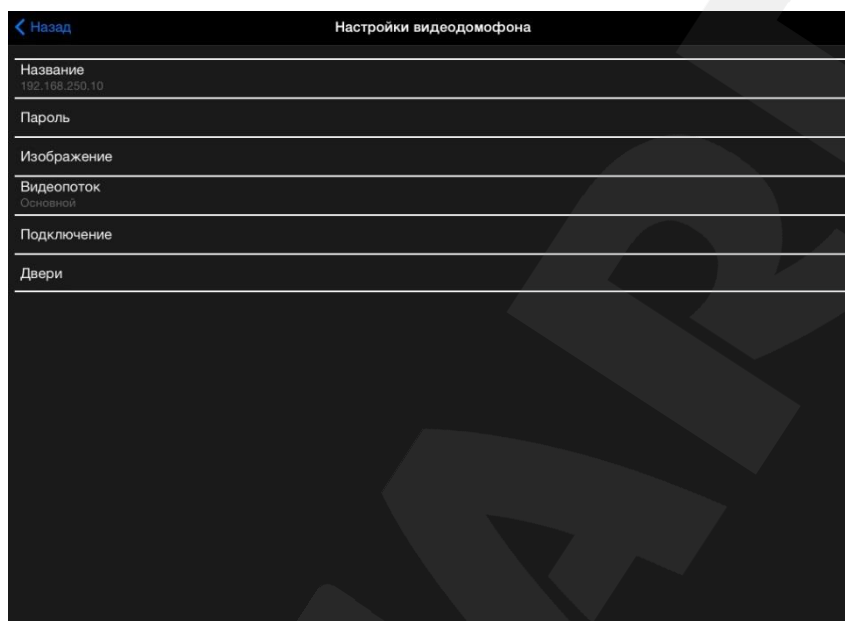 Назад
Настройки видеодомофона
Название
192.168.250.10
Пароль
Изображение
Видеопоток
Основной
Подключение
Двери